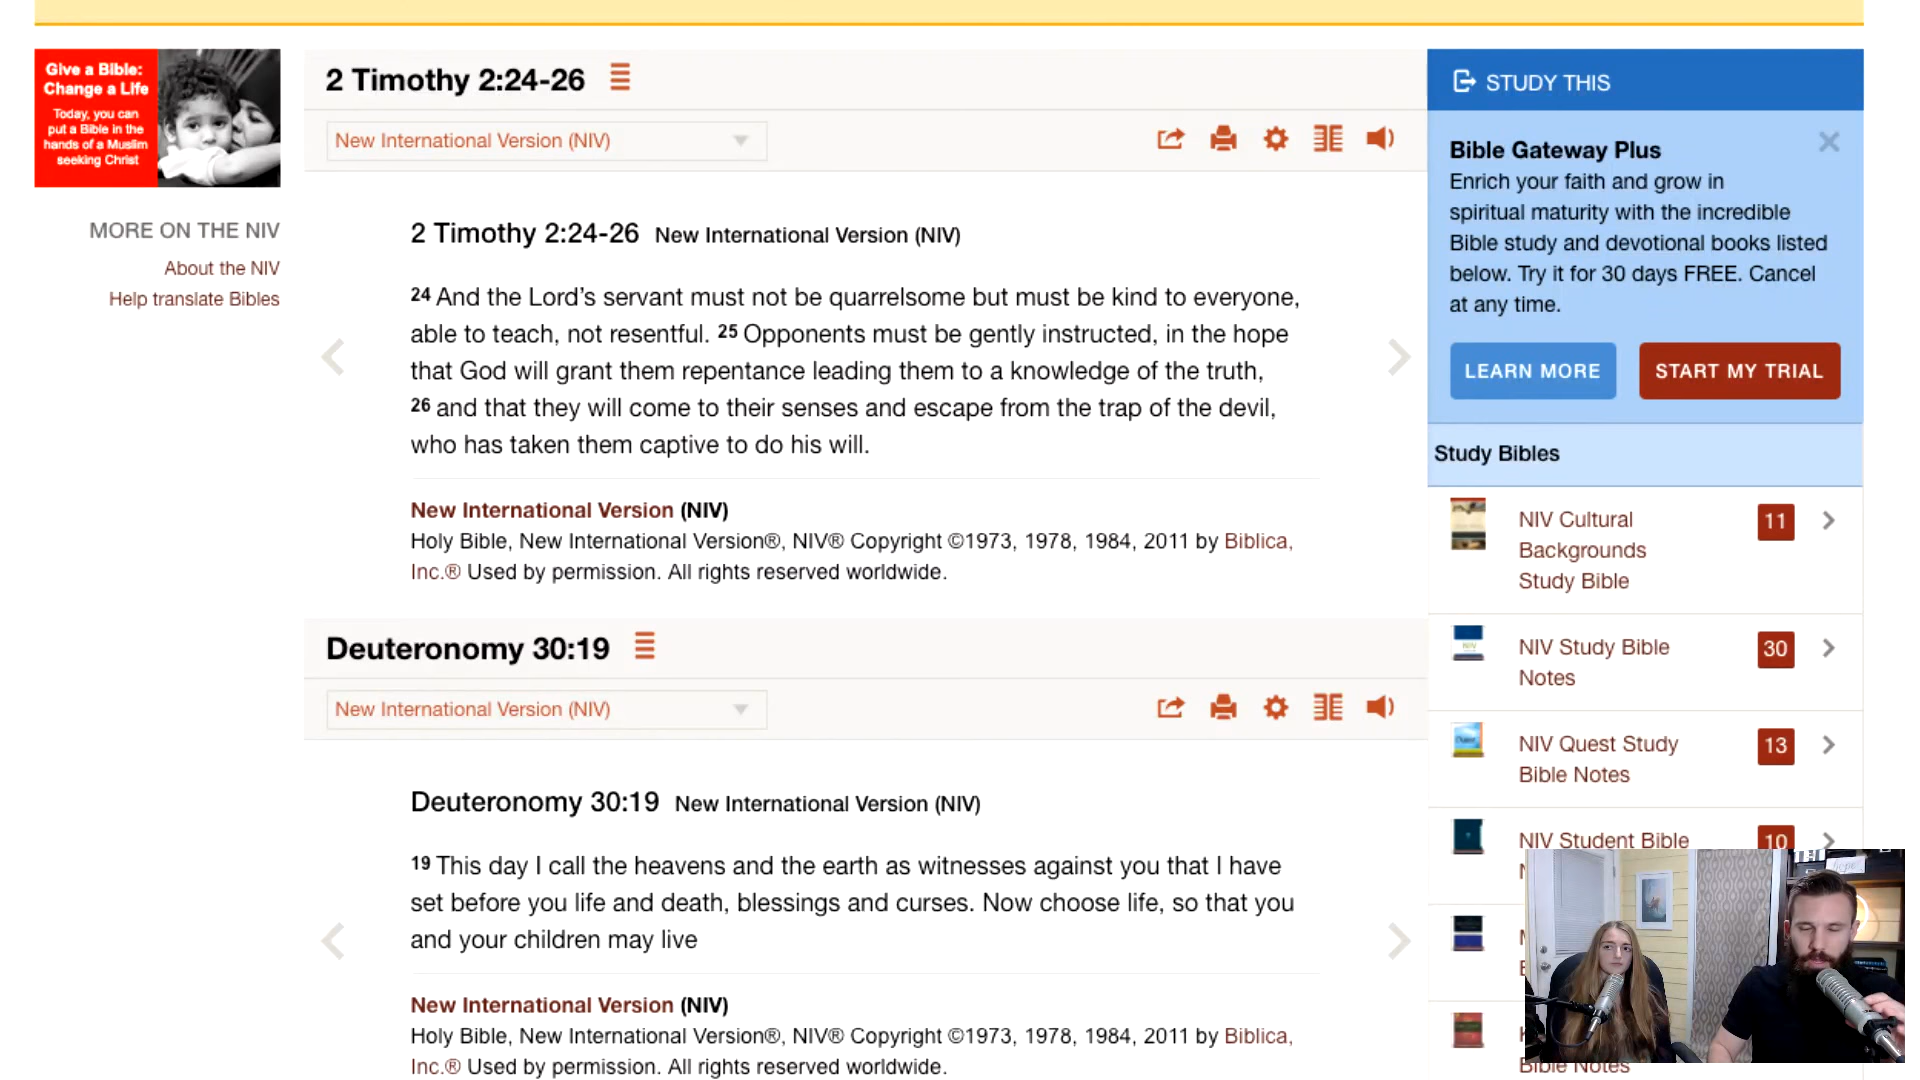 Give a Bible:
Change a Life
Today, you can
put a Bible in the
hands of a Muslim
seeking Christ
MORE ON THE NIV
About the NIV
Help translate Bibles
2 Timothy 2:24-26
New International Version (NIV)
2 Timothy 2:24-26 New International Version (NIV)
24 And the Lord’s servant must not be quarrelsome but must be kind to everyone,
able to teach, not resentful. 25 Opponents must be gently instructed, in the hope
that God will grant them repentance leading them to a knowledge of the truth,
26 and that they will come to their senses and escape from the trap of the devil,
who has taken them captive to do his will.
New International Version (NIV)
Holy Bible, New International Version®, NIV® Copyright ©1973, 1978, 1984, 2011 by Biblica,
Inc.® Used by permission. All rights reserved worldwide.
Deuteronomy 30:19
New International Version (NIV)
Deuteronomy 30:19 New International Version (NIV)
19 This day I call the heavens and the earth as witnesses against you that I have
set before you life and death, blessings and curses. Now choose life, so that you
and your children may live
New International Version (NIV)
Holy Bible, New International Version®, NIV® Copyright ©1973, 1978, 1984, 2011 by Biblica,
Inc.® Used by permission. All rights reserved worldwide.
STUDY THIS
Bible Gateway Plus
Enrich your faith and grow in
spiritual maturity with the incredible
Bible study and devotional books listed
below. Try it for 30 days FREE. Cancel
at any time.
LEARN MORE START MY TRIAL
Study Bibles
NIV Cultural 11
Backgrounds
Study Bible
NIV Study Bible 30
Notes
NIV Quest Study 13
Bible Notes
NIV Student Bible 10
Bible Notes